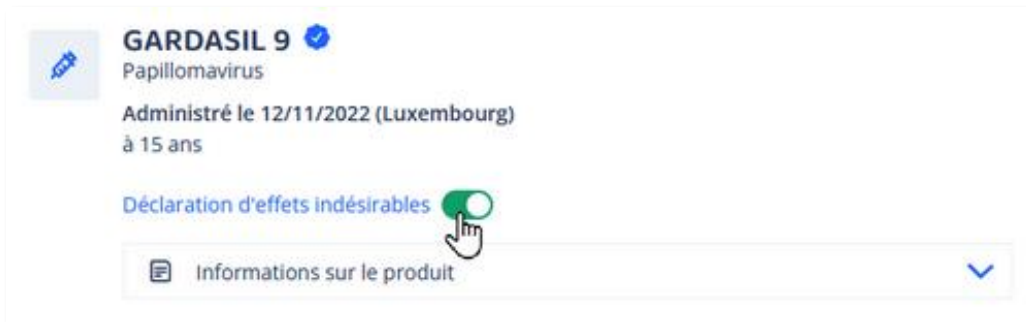 GARDASIL 9
Papillomavirus
Administré le 12/11/2022 (Luxembourg)
à 15 ans
Déclaration d'effets indésirables
Informations sur le produit